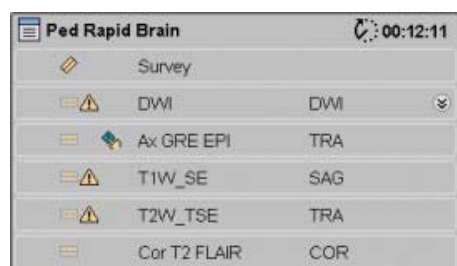 Ped Rapid Brain 00:12:11
Survey
DWI DWI
Ax GRE EPI TRA
T1W_SE SAG
T2W_TSE TRA
Cor T2 FLAIR COR